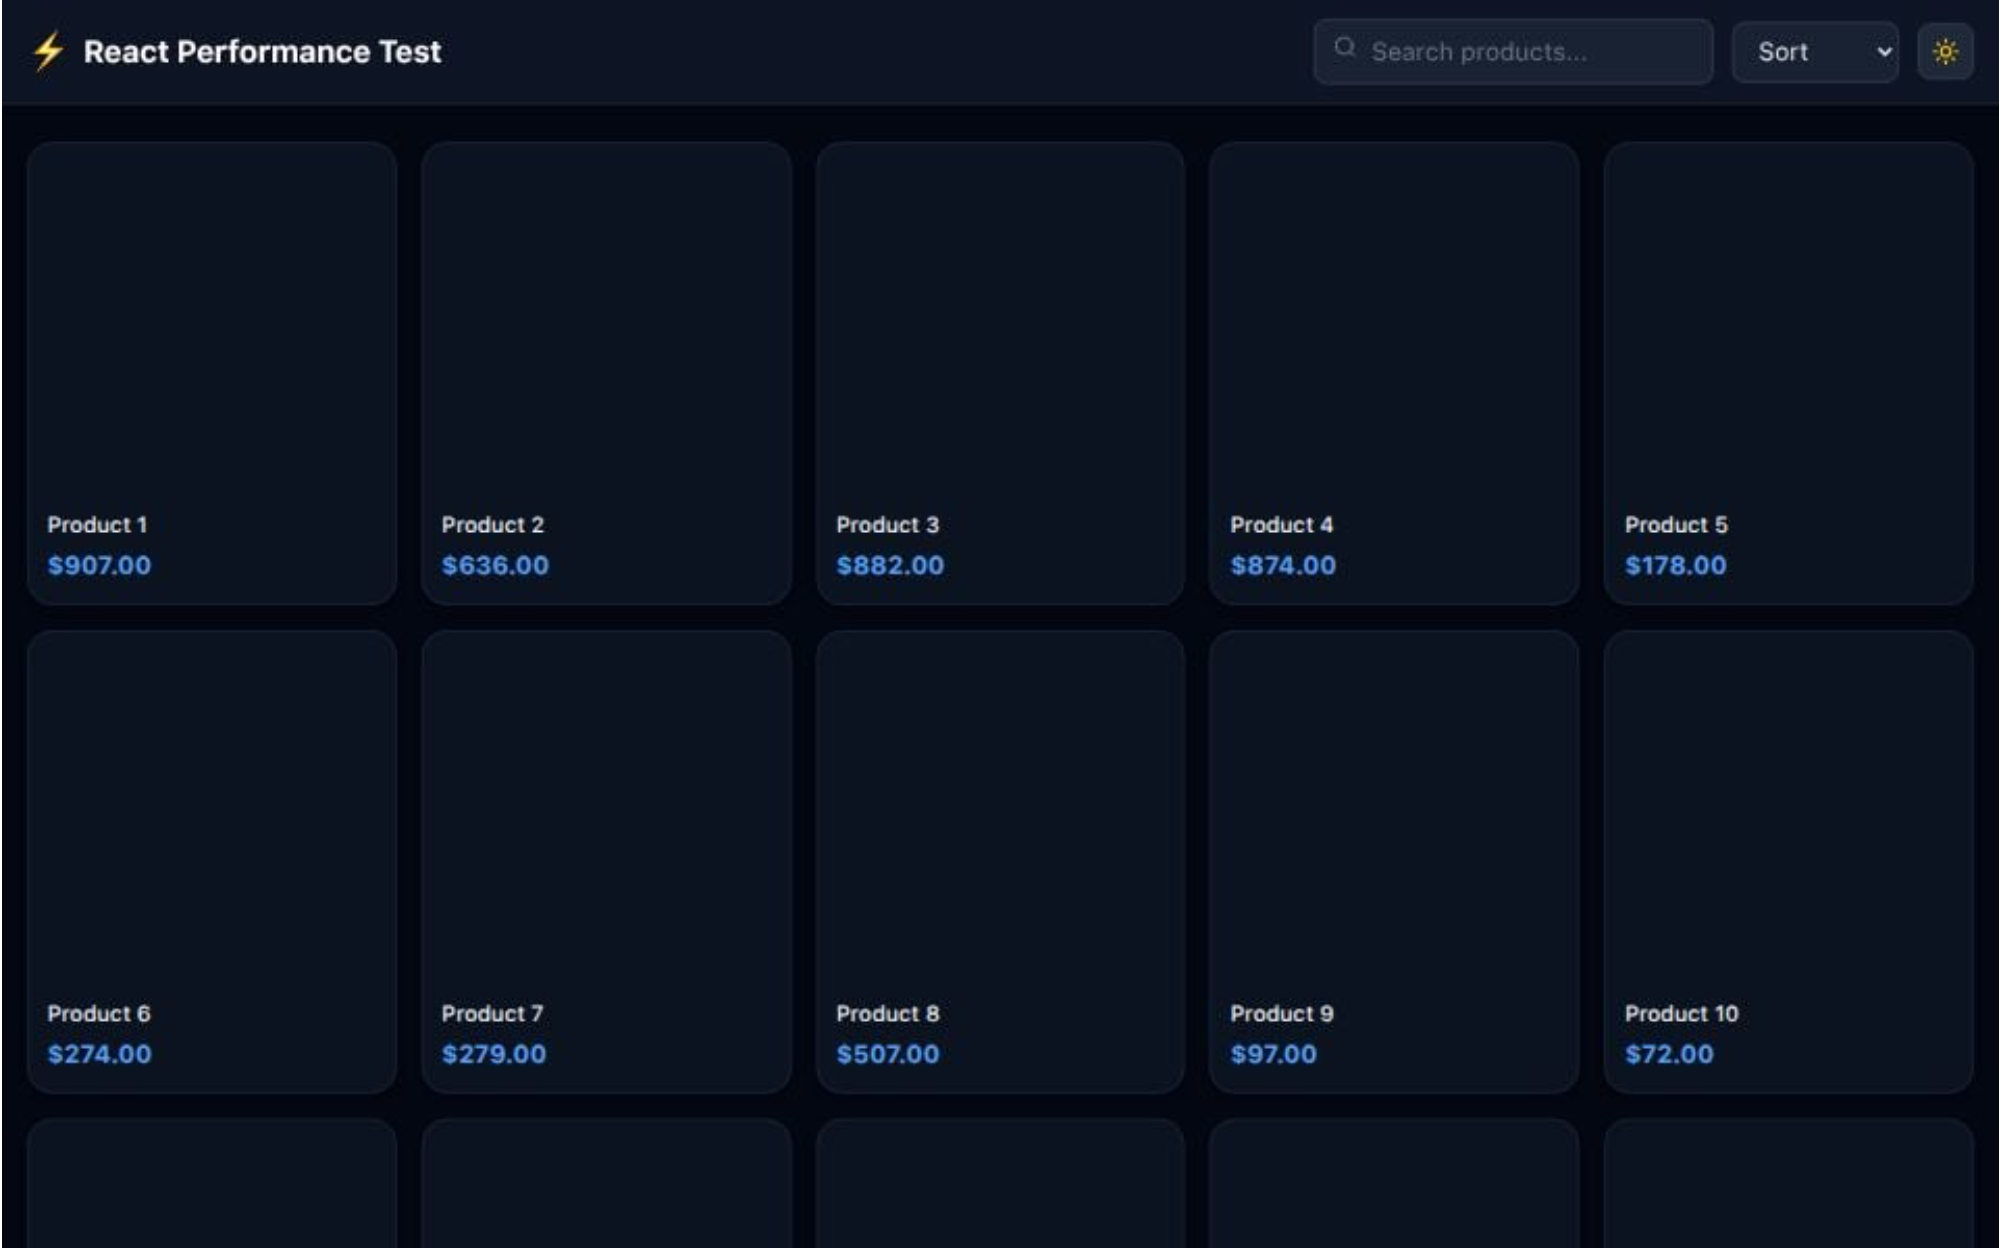 ⚡ React Performance Test
Search products...
Sort
Product 1
$907.00
Product 2
$636.00
Product 3
$882.00
Product 4
$874.00
Product 5
$178.00
Product 6
$274.00
Product 7
$279.00
Product 8
$507.00
Product 9
$97.00
Product 10
$72.00